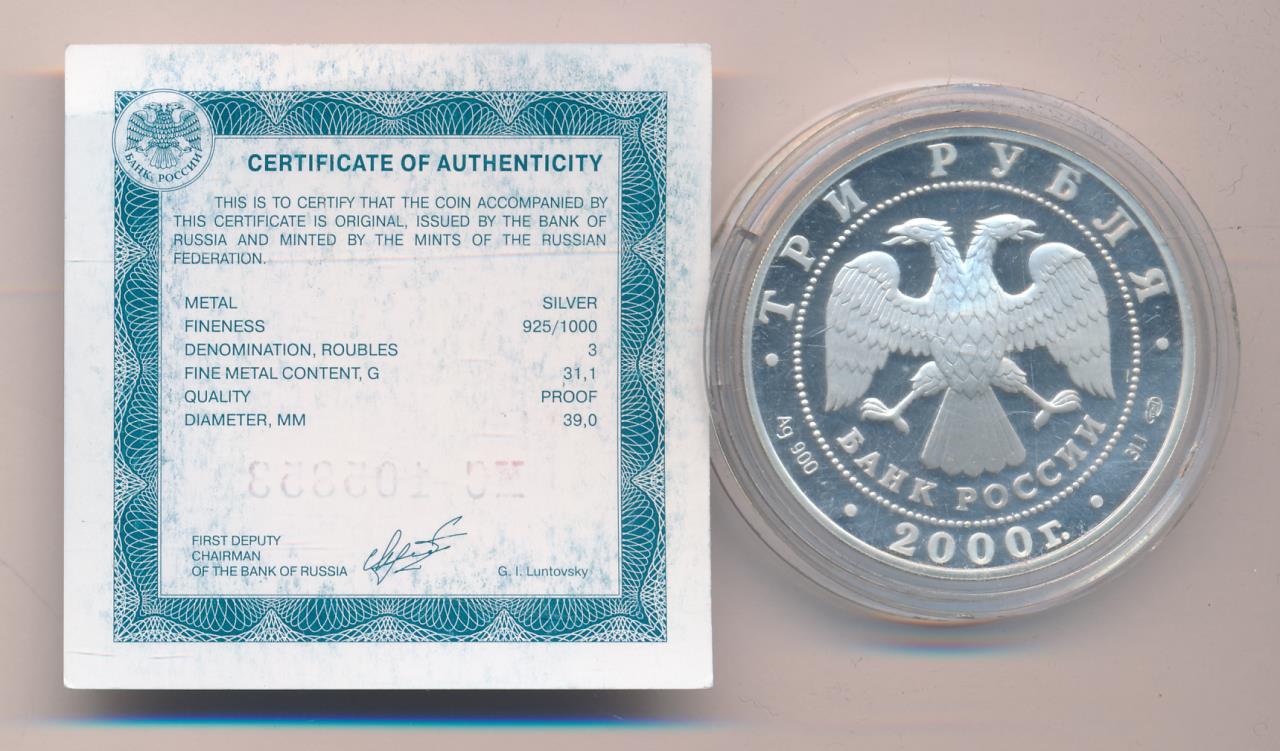 БАНК РОССИИ
CERTIFICATE OF AUTHENTICITY
THIS IS TO CERTIFY THAT THE COIN ACCOMPANIED BY
THIS CERTIFICATE IS ORIGINAL, ISSUED BY THE BANK OF
RUSSIA AND MINTED BY THE MINTS OF THE RUSSIAN
FEDERATION.
METAL SILVER
FINENESS 925/1000
DENOMINATION, ROUBLES 3
FINE METAL CONTENT, G 31,1
QUALITY PROOF
DIAMETER, MM 39,0
FIRST DEPUTY
CHAIRMAN
OF THE BANK OF RUSSIA
G. I. Luntovsky
ТРИ РУБЛЯ
БАНК РОССИИ
Ag 900
31,1
2000г.